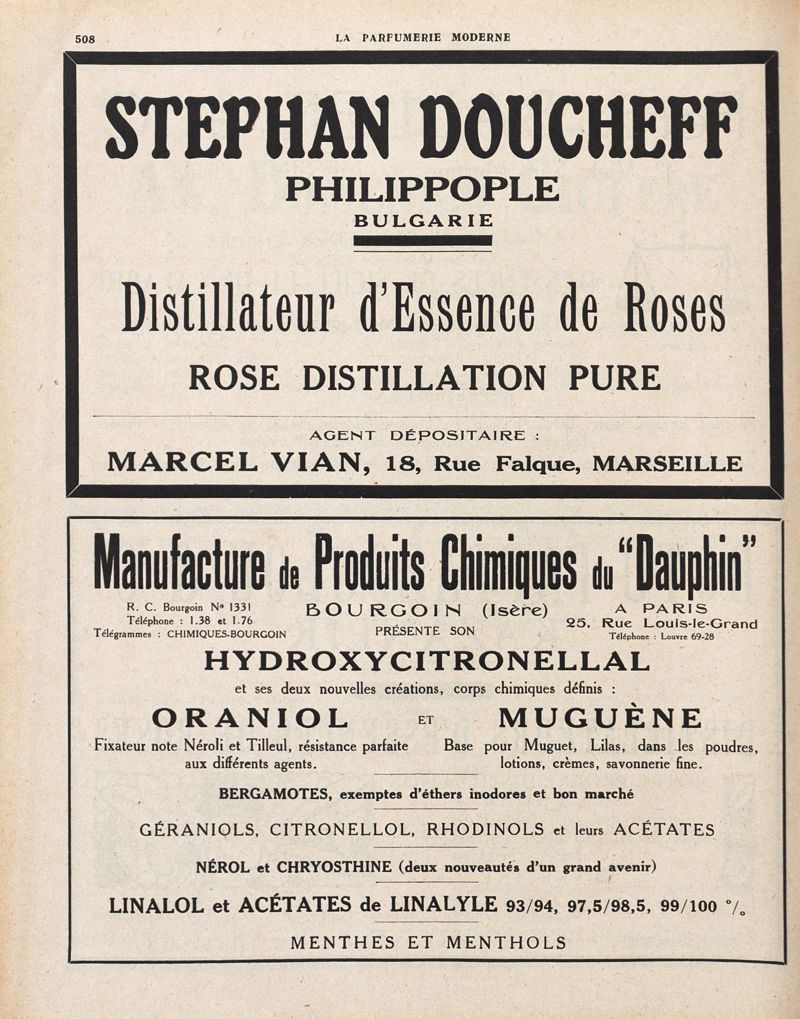 508
LA PARFUMERIE MODERNE
STEPHAN DOUCHEFF
PHILIPPOPLE
BULGARIE
Distillateur d'Essence de Roses
ROSE DISTILLATION PURE
AGENT DÉPOSITAIRE :
MARCEL VIAN, 18, Rue Falque, MARSEILLE
Manufacture de Produits Chimiques du "Dauphin"
R. C. Bourgoin Nº 1331
Téléphone : 1.38 et 1.76
Télégrammes : CHIMIQUES-BOURGOIN
BOURGOIN (Isère)
PRÉSENTE SON
A PARIS
25, Rue Louis-le-Grand
Téléphone : Louvre 69-28
HYDROXYCITRONELLAL
et ses deux nouvelles créations, corps chimiques définis :
ORANIOL ET MUGUÈNE
Fixateur note Néroli et Tilleul, résistance parfaite
aux différents agents.
Base pour Muguet, Lilas, dans les poudres,
lotions, crèmes, savonnerie fine.
BERGAMOTES, exemptes d'éthers inodores et bon marché
GÉRANIOLS, CITRONELLOL, RHODINOLS et leurs ACÉTATES
NÉROL et CHRYOSTHINE (deux nouveautés d'un grand avenir)
LINALOL et ACÉTATES de LINALYLE 93/94, 97,5/98,5, 99/100 %
MENTHES ET MENTHOLS